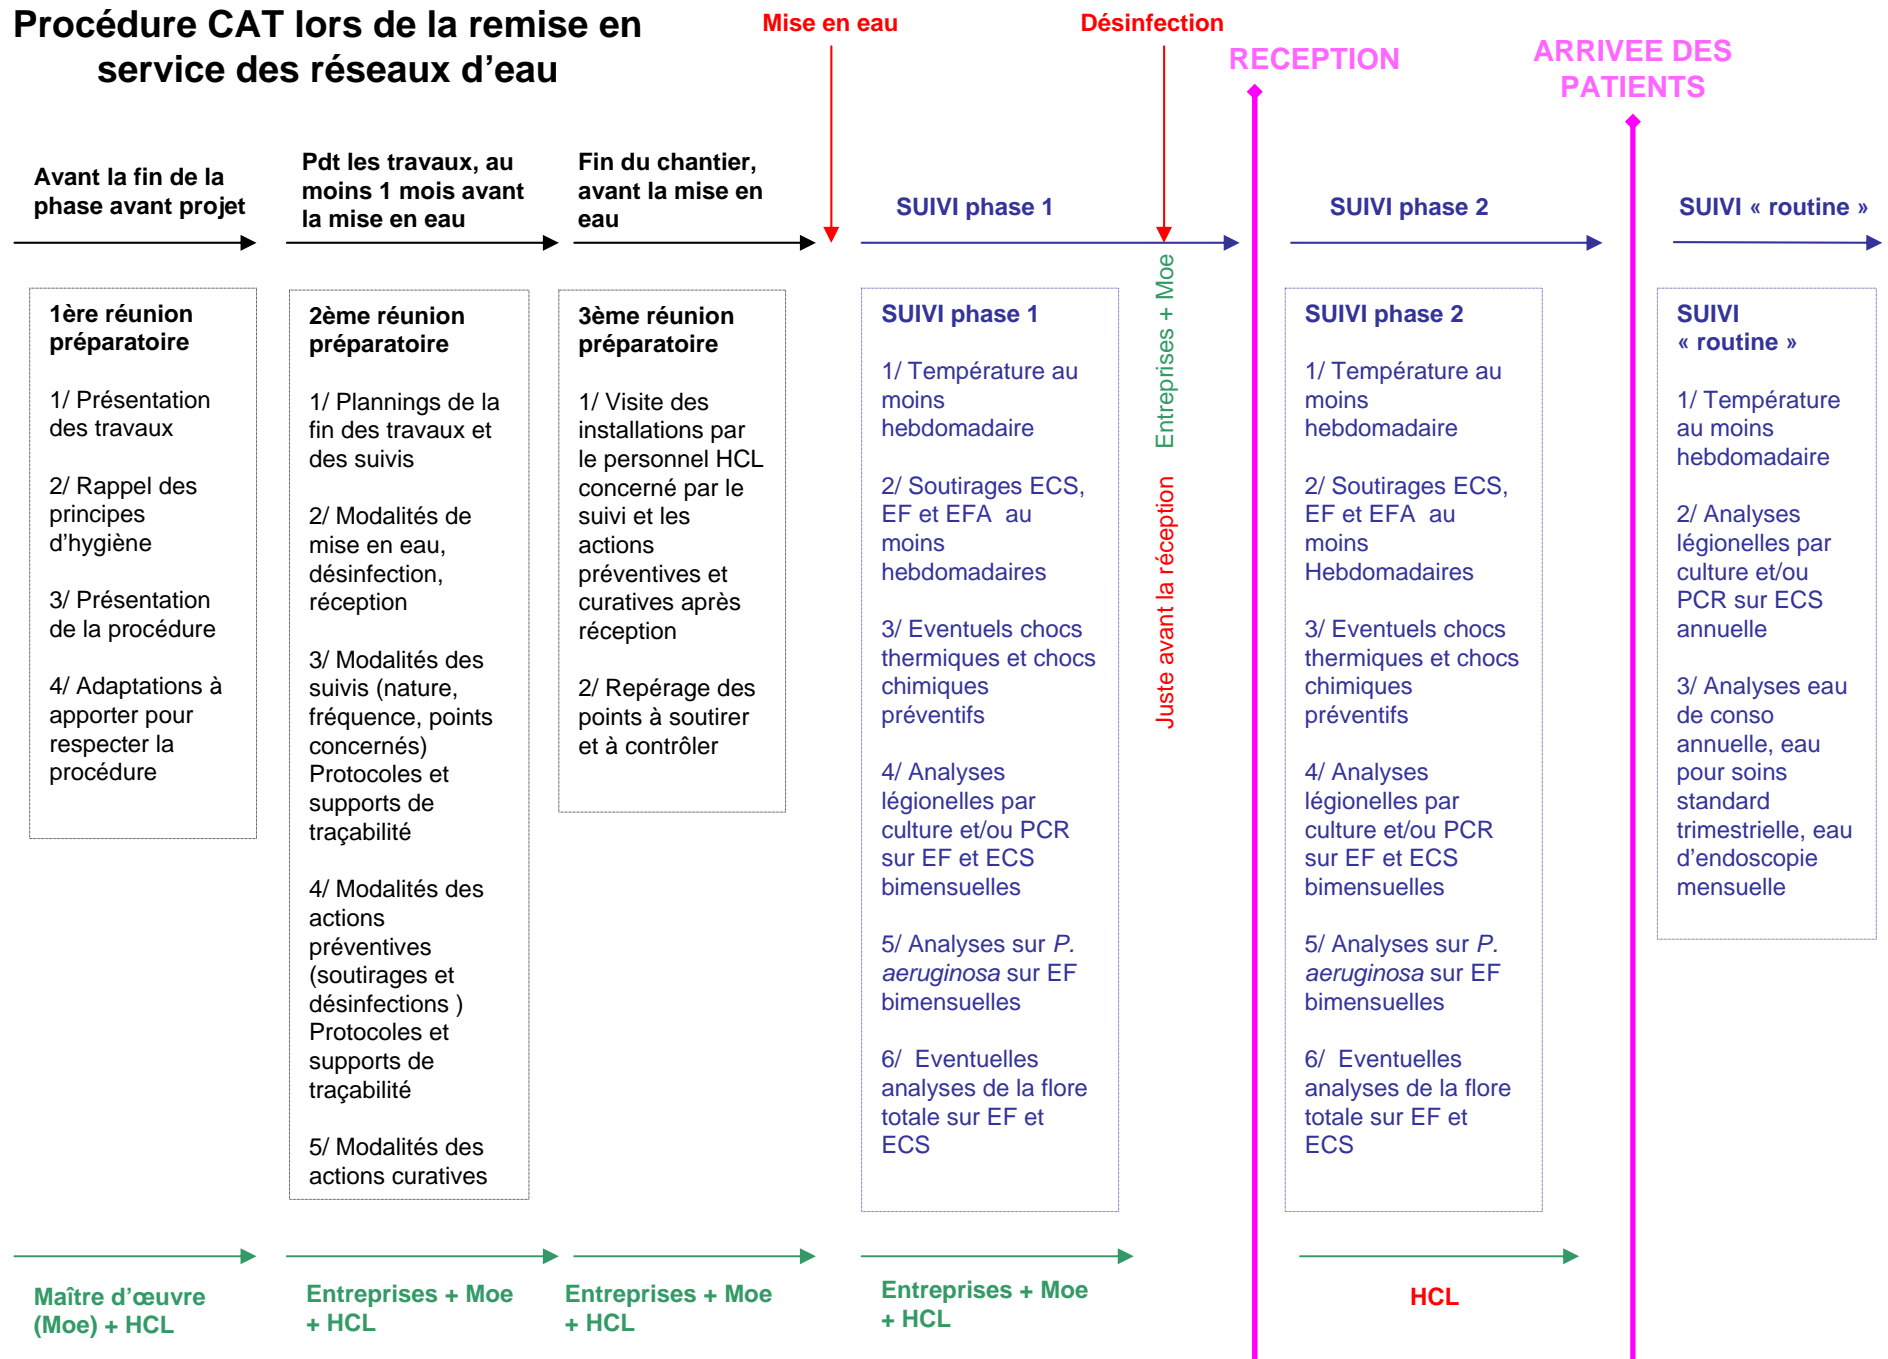 Procédure CAT lors de la remise en
service des réseaux d’eau
Mise en eau
Désinfection
RECEPTION
ARRIVEE DES
PATIENTS
Avant la fin de la
phase avant projet
Pdt les travaux, au
moins 1 mois avant
la mise en eau
Fin du chantier,
avant la mise en
eau
SUIVI phase 1
SUIVI phase 2
SUIVI « routine »
1ère réunion
préparatoire
1/ Présentation
des travaux
2/ Rappel des
principes
d’hygiène
3/ Présentation
de la procédure
4/ Adaptations à
apporter pour
respecter la
procédure
2ème réunion
préparatoire
1/ Plannings de la
fin des travaux et
des suivis
2/ Modalités de
mise en eau,
désinfection,
réception
3/ Modalités des
suivis (nature,
fréquence, points
concernés)
Protocoles et
supports de
traçabilité
4/ Modalités des
actions
préventives
(soutirages et
désinfections )
Protocoles et
supports de
traçabilité
5/ Modalités des
actions curatives
3ème réunion
préparatoire
1/ Visite des
installations par
le personnel HCL
concerné par le
suivi et les
actions
préventives et
curatives après
réception
2/ Repérage des
points à soutirer
et à contrôler
SUIVI phase 1
1/ Température au
moins
hebdomadaire
2/ Soutirages ECS,
EF et EFA  au
moins
hebdomadaires
3/ Eventuels chocs
thermiques et chocs
chimiques
préventifs
4/ Analyses
légionelles par
culture et/ou PCR
sur EF et ECS
bimensuelles
5/ Analyses sur P.
aeruginosa sur EF
bimensuelles
6/  Eventuelles
analyses de la flore
totale sur EF et
ECS
Juste avant la réception   Entreprises + Moe
SUIVI phase 2
1/ Température au
moins
hebdomadaire
2/ Soutirages ECS,
EF et EFA  au
moins
Hebdomadaires
3/ Eventuels chocs
thermiques et chocs
chimiques
préventifs
4/ Analyses
légionelles par
culture et/ou PCR
sur EF et ECS
bimensuelles
5/ Analyses sur P.
aeruginosa sur EF
bimensuelles
6/  Eventuelles
analyses de la flore
totale sur EF et
ECS
SUIVI
« routine »
1/ Température
au moins
hebdomadaire
2/ Analyses
légionelles par
culture et/ou
PCR sur ECS
annuelle
3/ Analyses eau
de conso
annuelle, eau
pour soins
standard
trimestrielle, eau
d’endoscopie
mensuelle
Maître d’œuvre
(Moe) + HCL
Entreprises + Moe
+ HCL
Entreprises + Moe
+ HCL
Entreprises + Moe
+ HCL
HCL